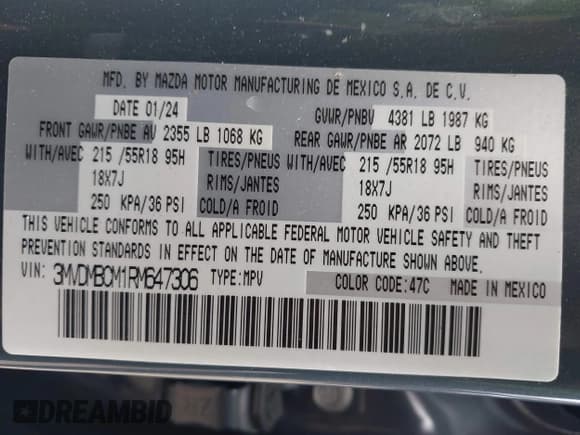 MFD. BY MAZDA MOTOR MANUFACTURING DE MEXICO S.A. DE C.V.
DATE 01/24 GVWR/PNBV 4381 LB 1987 KG
FRONT GAWR/PNBE AV 2355 LB 1068 KG REAR GAWR/PNBE AR 2072 LB 940 KG
WITH/AVEC 215 /55R18 95H TIRES/PNEUS WITH/AVEC 215 /55R18 95H TIRES/PNEUS
18X7J RIMS/JANTES 18X7J RIMS/JANTES
250 KPA/36 PSI COLD/A FROID 250 KPA/36 PSI COLD/A FROID
THIS VEHICLE CONFORMS TO ALL APPLICABLE FEDERAL MOTOR VEHICLE SAFETY AND THEFT
PREVENTION STANDARDS IN EFFECT ON THE DATE OF MANUFACTURE SHOWN ABOVE.
VIN: 3MVDMBCM1RM647306 TYPE:MPV COLOR CODE:47C MADE IN MEXICO
DREAMBID